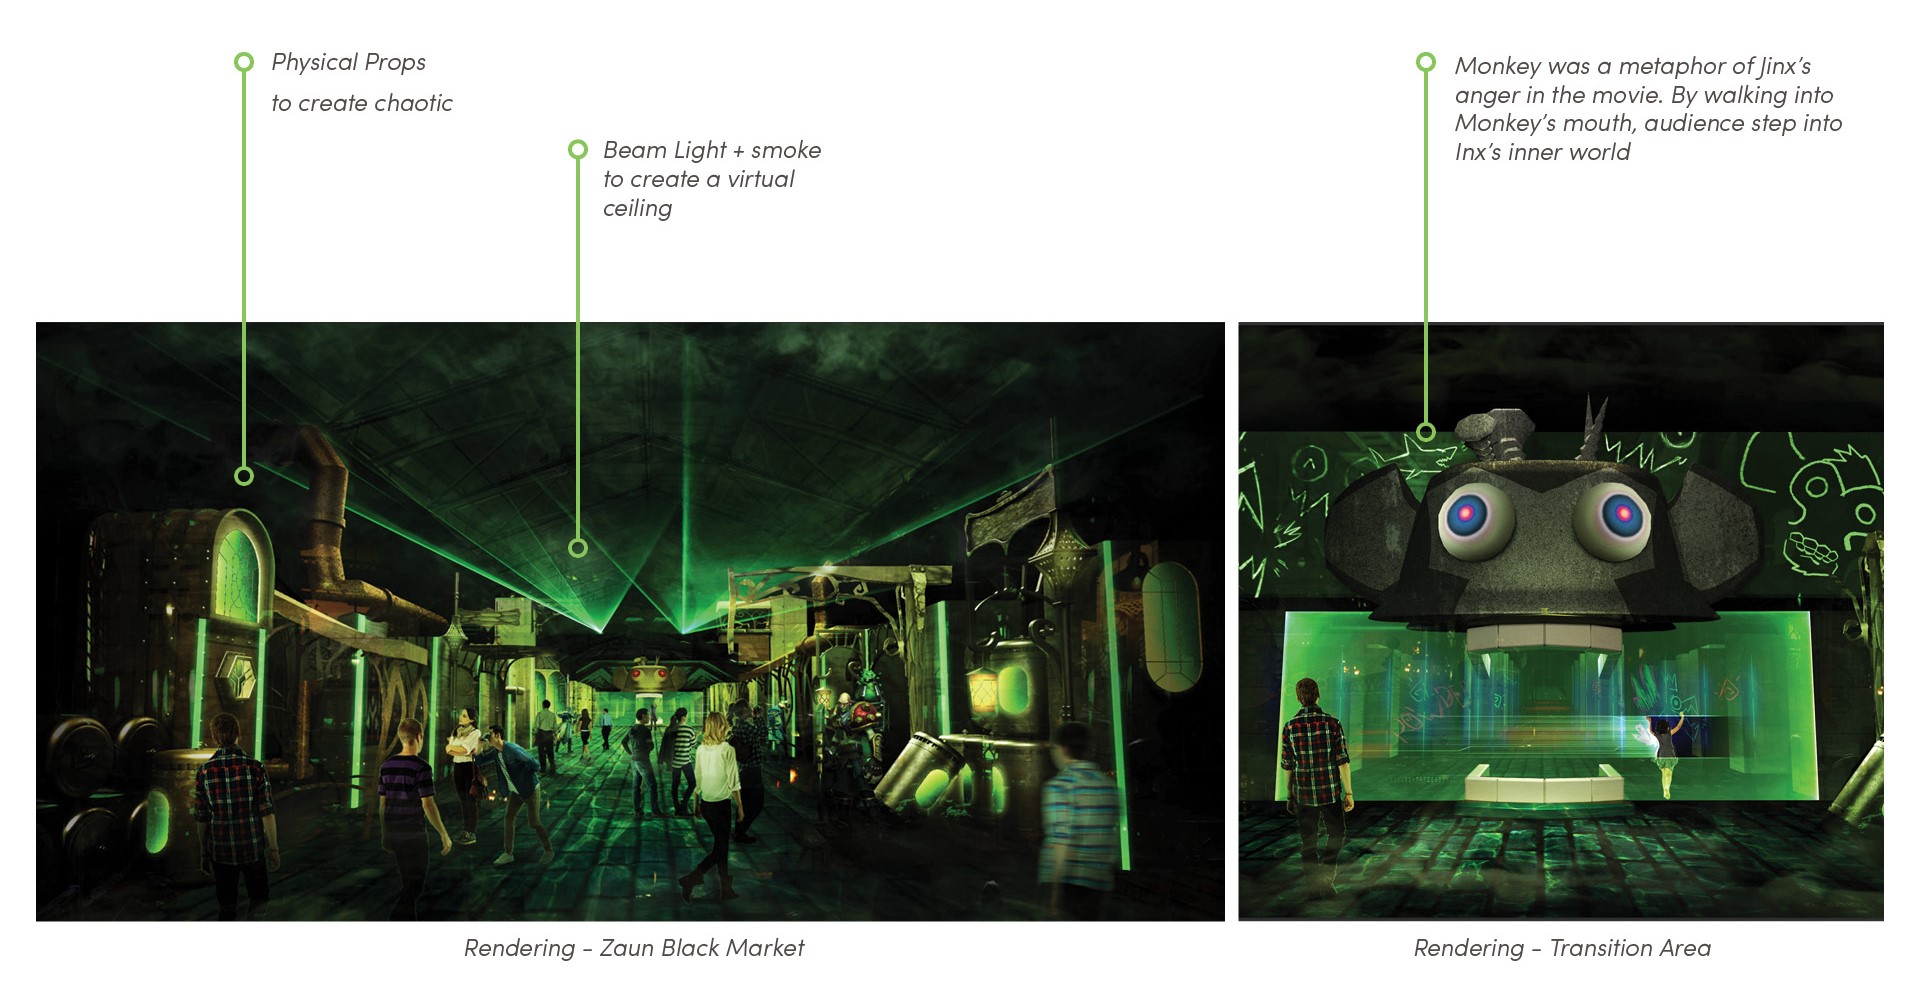 Physical Props
to create chaotic
Beam Light + smoke
to create a virtual
ceiling
Monkey was a metaphor of Jinx's
anger in the movie. By walking into
Monkey's mouth, audience step into
Inx's inner world
Rendering - Zaun Black Market
Rendering - Transition Area